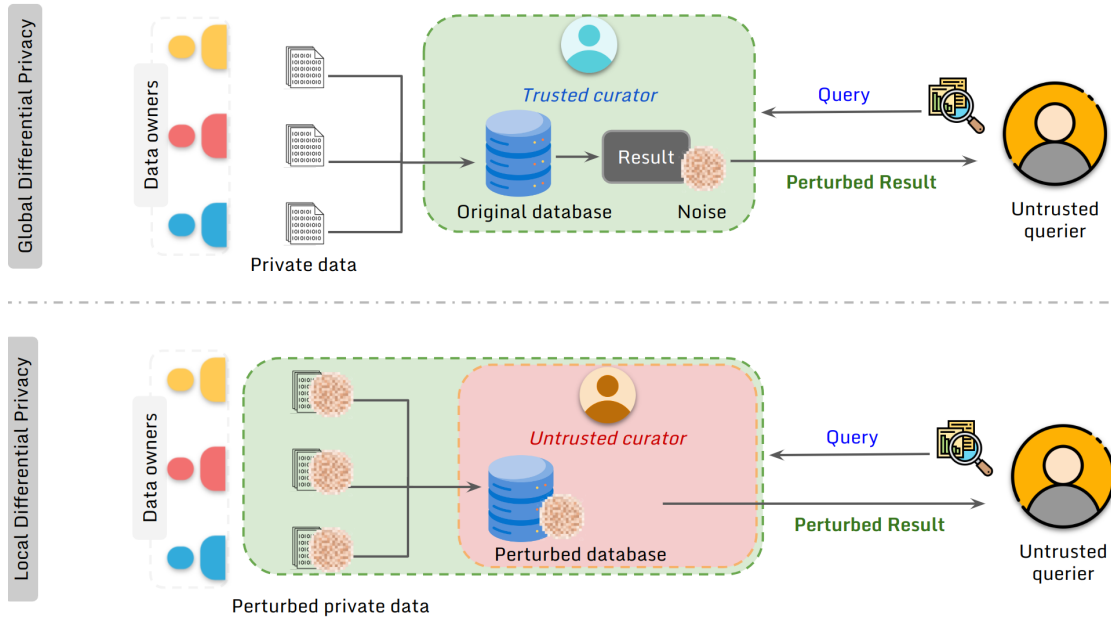 Global Differential Privacy
Data owners
Private data
Trusted curator
Original database
Result
Noise
Query
Perturbed Result
Untrusted
querier
Local Differential Privacy
Data owners
Perturbed private data
Untrusted curator
Perturbed database
Query
Perturbed Result
Untrusted
querier